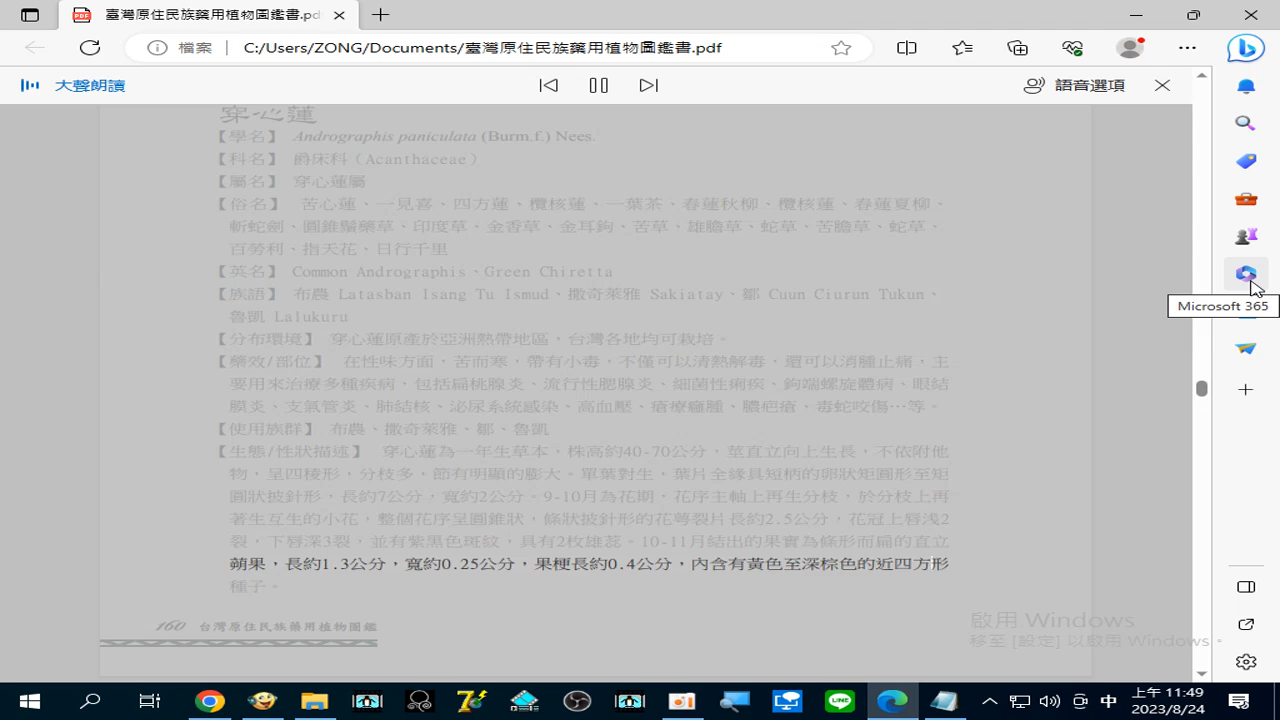 臺灣原住民族藥用植物圖鑑書.pd
檔案 C:/Users/ZONG/Documents/臺灣原住民族藥用植物圖鑑書.pdf
大聲朗讀
語音選項
穿心蓮
【學名】 Andrographis paniculata (Burm.f.) Nees.
【科名】 爵床科（Acanthaceae）
【屬名】 穿心蓮屬
【俗名】 苦心蓮、一見喜、四方蓮、欖核蓮、一葉茶、春蓮秋柳、欖核蓮、春蓮夏柳、
斬蛇劍、圓錐鬚藥草、印度草、金香草、金耳鉤、苦草、雄膽草、蛇草、苦膽草、蛇草、
百勞利、指天花、日行千里
【英名】 Common Andrographis、Green Chiretta
【族語】 布農 Latasban Isang Tu Ismud、撒奇萊雅 Sakiatay、鄒 Cuun Ciurun Tukun、
魯凱 Lalukuru
【分布環境】 穿心蓮原產於亞洲熱帶地區，台灣各地均可栽培。
【藥效/部位】 在性味方面，苦而寒，帶有小毒，不僅可以清熱解毒，還可以消腫止痛，主
要用來治療多種疾病，包括扁桃腺炎、流行性腮腺炎、細菌性痢疾、鉤端螺旋體病、眼結
膜炎、支氣管炎、肺結核、泌尿系統感染、高血壓、瘡療癰腫、膿疤瘡、毒蛇咬傷…等。
【使用族群】 布農、撒奇萊雅、鄒、魯凱
【生態/性狀描述】 穿心蓮為一年生草本，株高約40-70公分，莖直立向上生長，不依附他
物，呈四稜形，分枝多，節有明顯的膨大。單葉對生，葉片全緣具短柄的卵狀矩圓形至矩
圓狀披針形，長約7公分，寬約2公分。9-10月為花期，花序主軸上再生分枝，於分枝上再
著生互生的小花，整個花序呈圓錐狀，條狀披針形的花萼裂片長約2.5公分，花冠上唇淺2
裂，下唇深3裂，並有紫黑色斑紋，具有2枚雄蕊。10-11月結出的果實為條形而扁的直立
蒴果，長約1.3公分，寬約0.25公分，果梗長約0.4公分，內含有黃色至深棕色的近四方形
種子。
160 台灣原住民族藥用植物圖鑑
Microsoft 365
啟用 Windows
移至 [設定] 以啟用 Windows。
中
上午 11:49
2023/8/24